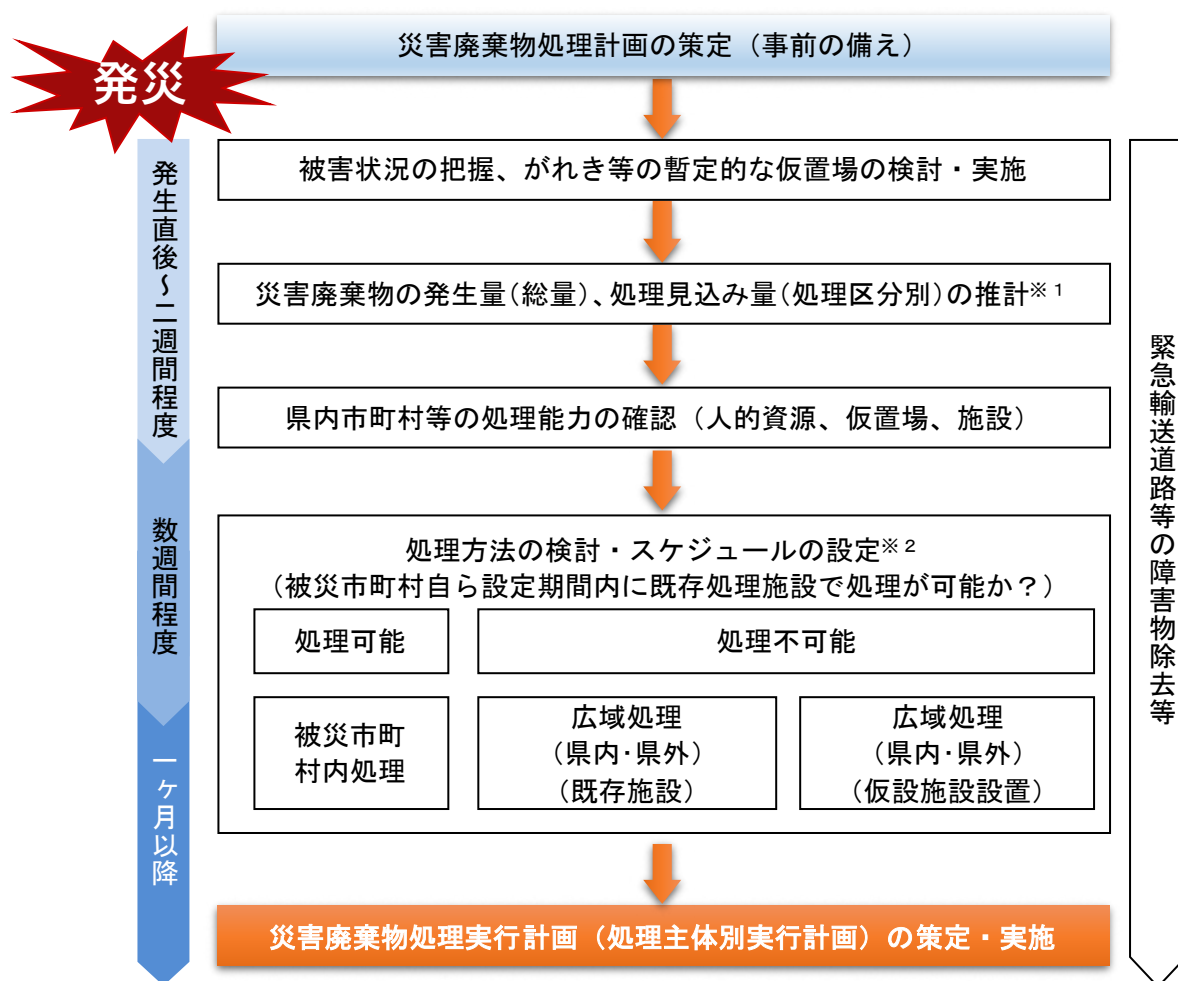 災害廃棄物処理計画の策定（事前の備え）
発災
発生直後～二週間程度
被害状況の把握、がれき等の暫定的な仮置場の検討・実施
災害廃棄物の発生量（総量）、処理見込み量（処理区分別）の推計※１
県内市町村等の処理能力の確認（人的資源、仮置場、施設）
数週間程度
処理方法の検討・スケジュールの設定※２
（被災市町村自ら設定期間内に既存処理施設で処理が可能か？）
処理可能
処理不可能
被災市町
村内処理
広域処理
（県内・県外）
（既存施設）
広域処理
（県内・県外）
（仮設施設設置）
一ヶ月以降
災害廃棄物処理実行計画（処理主体別実行計画）の策定・実施
緊急輸送道路等の障害物除去等